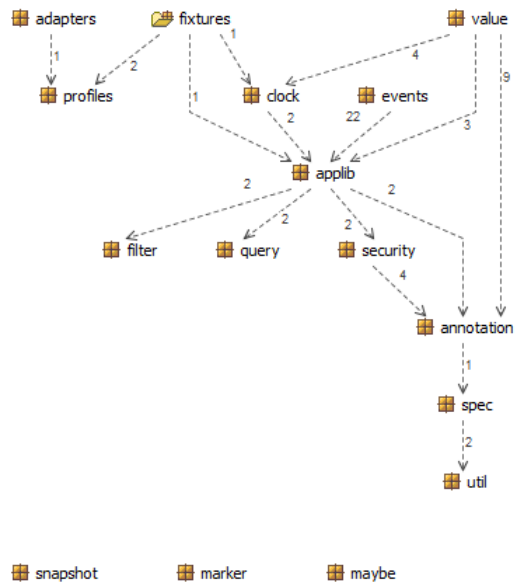 adapters fixtures value
1 2 1 4 9
profiles clock events
1 2 22 3
applib
2 2 2 2
filter query security
4
annotation
1
spec
2
util
snapshot marker maybe